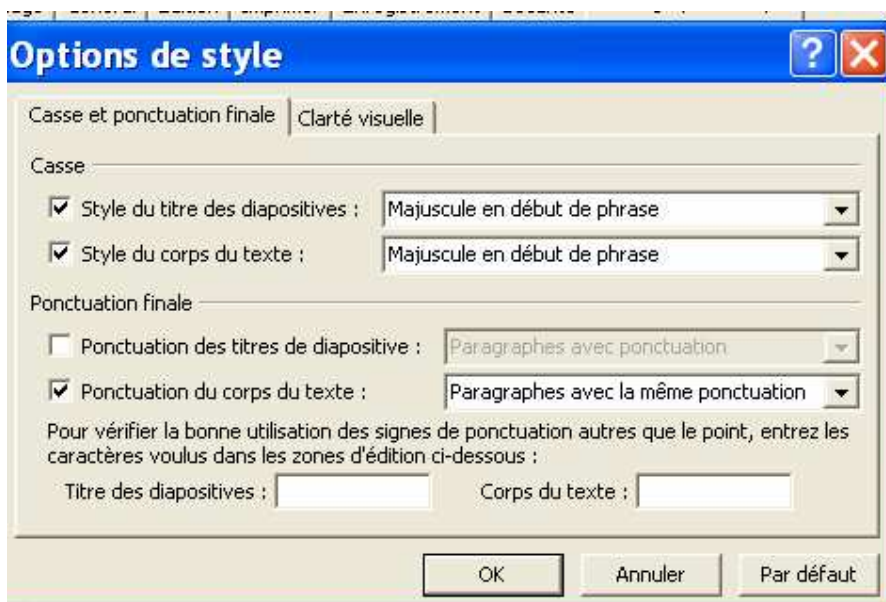 Options de style
Casse et ponctuation finale Clarté visuelle
Casse
Style du titre des diapositives : Majuscule en début de phrase
Style du corps du texte : Majuscule en début de phrase
Ponctuation finale
Ponctuation des titres de diapositive : Paragraphes avec ponctuation
Ponctuation du corps du texte : Paragraphes avec la même ponctuation
Pour vérifier la bonne utilisation des signes de ponctuation autres que le point, entrez les
caractères voulus dans les zones d'édition ci-dessous :
Titre des diapositives : Corps du texte :
OK Annuler Par défaut